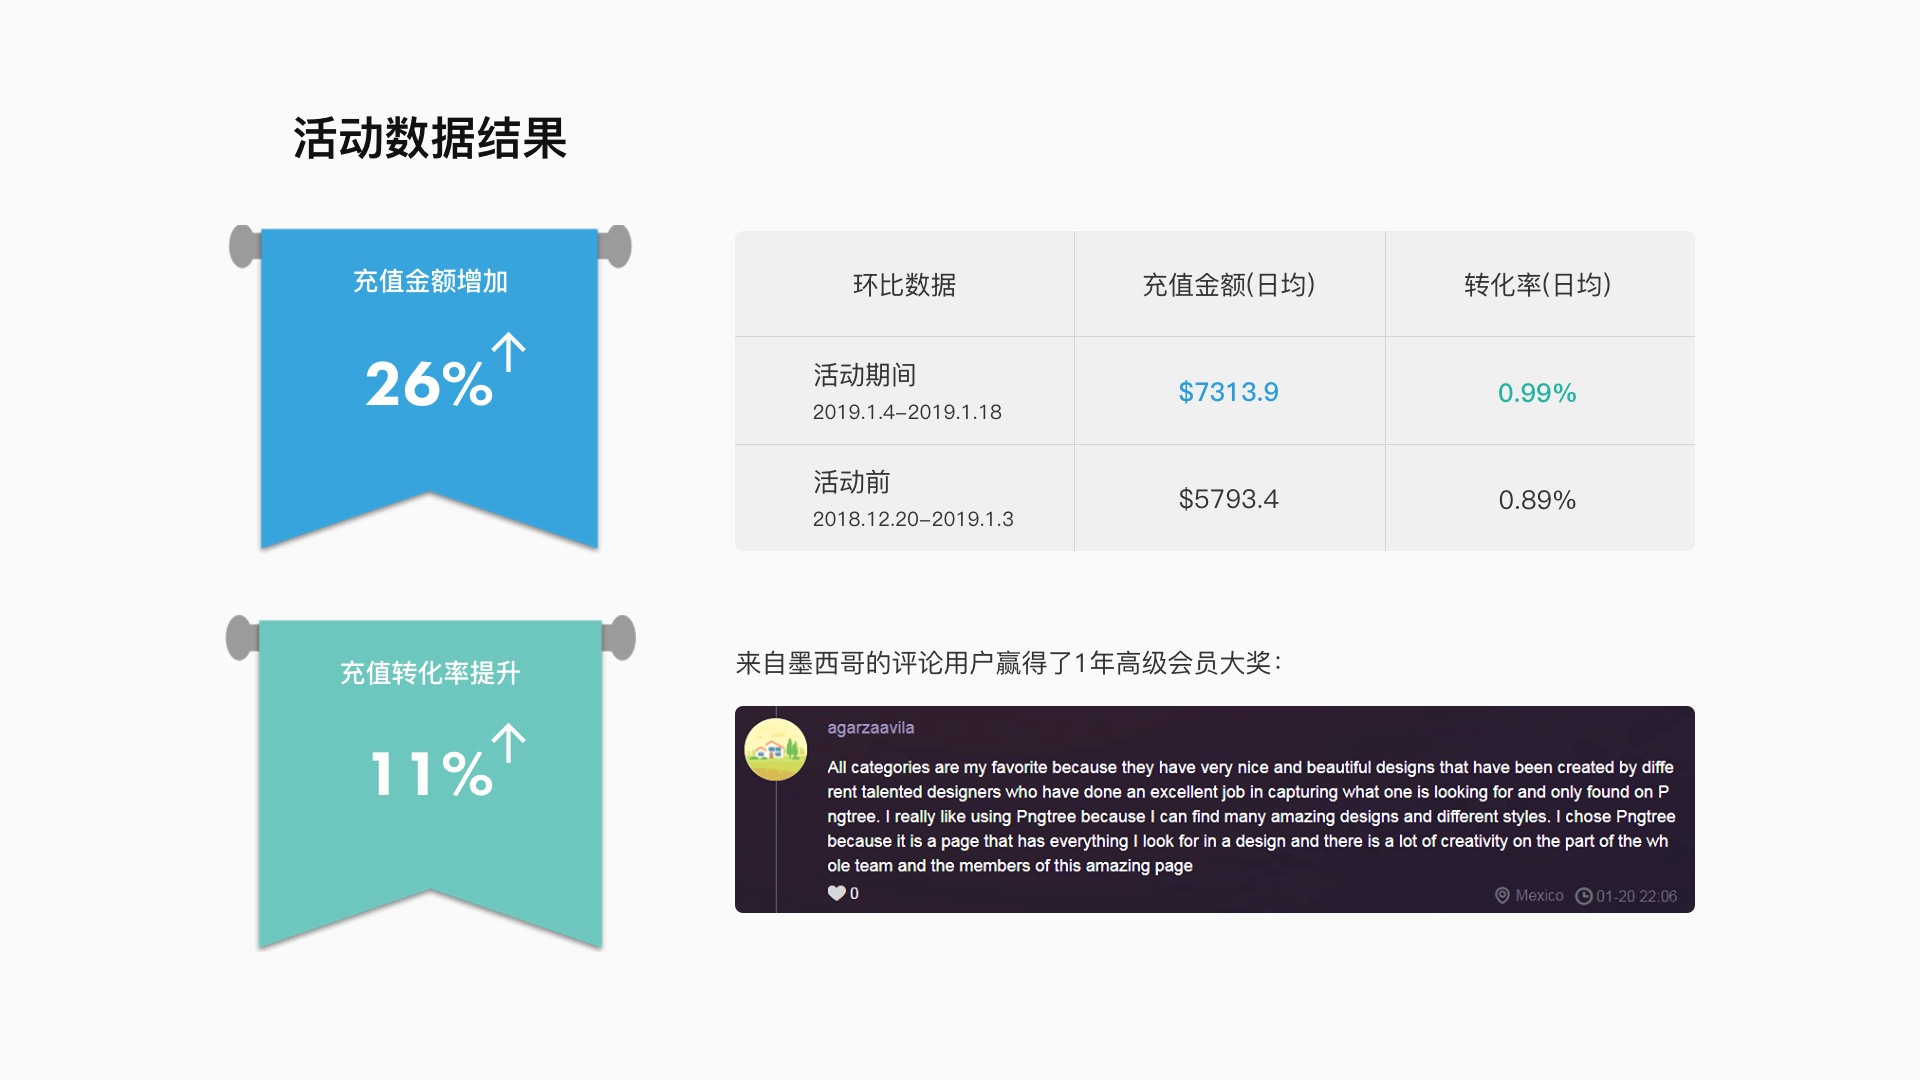 活动数据结果
充值金额增加
26%↑
环比数据 充值金额(日均) 转化率(日均)
活动期间
2019.1.4–2019.1.18
$7313.9 0.99%
活动前
2018.12.20–2019.1.3
$5793.4 0.89%
充值转化率提升
11%↑
来自墨西哥的评论用户赢得了1年高级会员大奖：
agarzaavila
All categories are my favorite because they have very nice and beautiful designs that have been created by diffe
rent talented designers who have done an excellent job in capturing what one is looking for and only found on P
ngtree. I really like using Pngtree because I can find many amazing designs and different styles. I chose Pngtree
because it is a page that has everything I look for in a design and there is a lot of creativity on the part of the wh
ole team and the members of this amazing page
0
Mexico 01-20 22:06